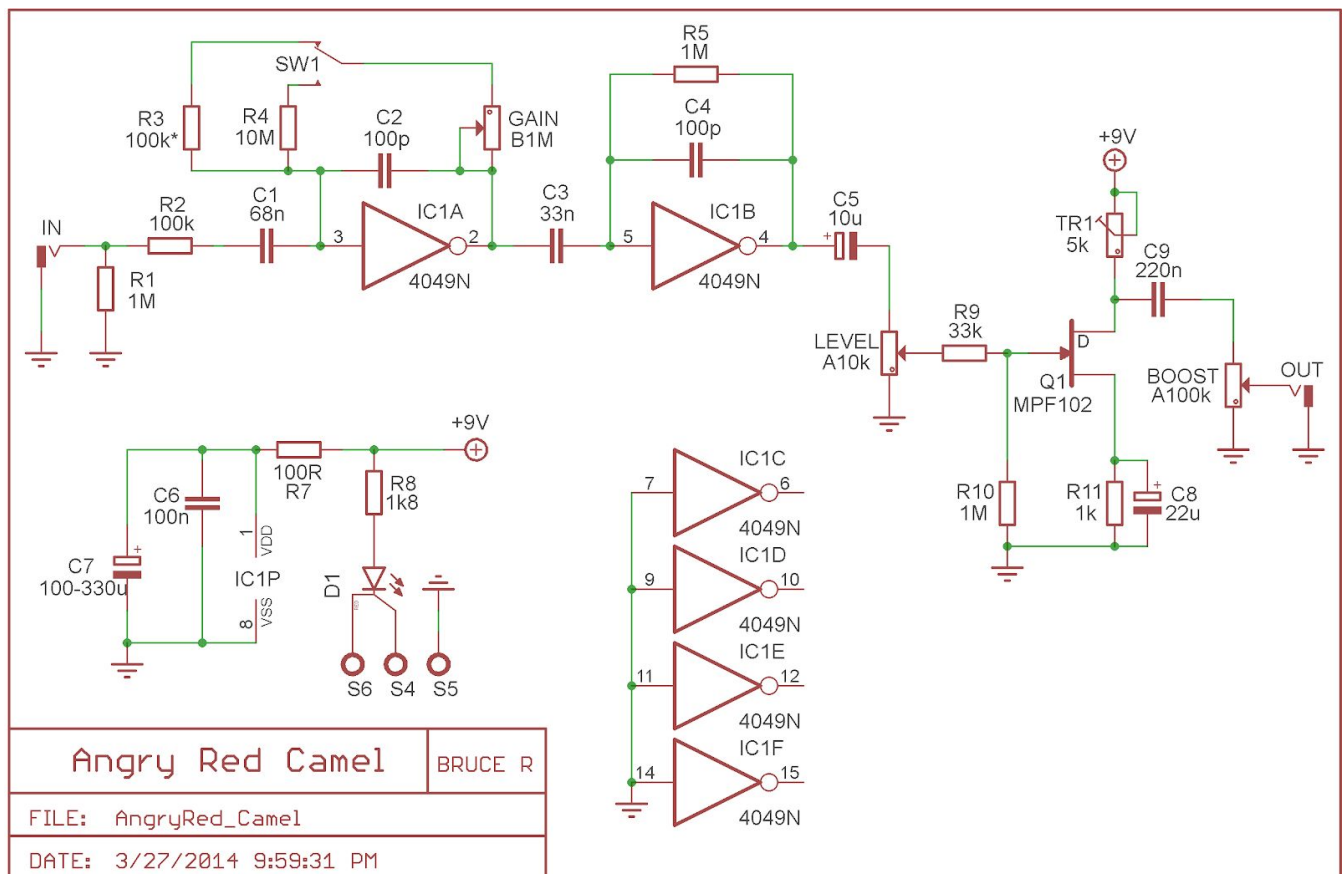 R5
1M
SW1
R3
100k*
R4
10M
C2
100p
GAIN
B1M
C4
100p
+9V
IN
R2
100k
C1
68n
IC1A
3
2
4049N
C3
33n
IC1B
5
4
4049N
C5
10u
TR1
5k
C9
220n
R1
1M
LEVEL
A10k
R9
33k
D
Q1
MPF102
BOOST
A100k
OUT
+9V
100R
R7
R8
1k8
C6
100n
1
VDD
C7
100-330u
IC1P
8
VSS
D1
S6
S4
S5
IC1C
7
6
4049N
IC1D
9
10
4049N
IC1E
11
12
4049N
IC1F
14
15
4049N
R10
1M
R11
1k
C8
22u
Angry Red Camel
BRUCE R
FILE: AngryRed_Camel
DATE: 3/27/2014 9:59:31 PM